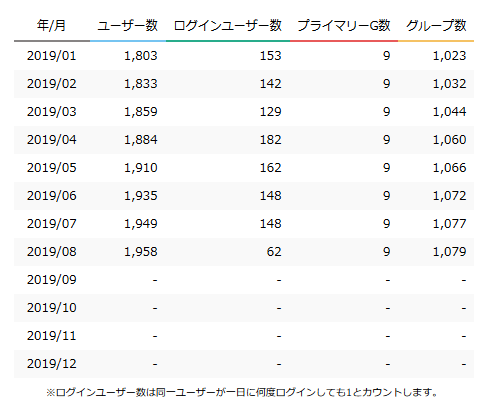 年/月 ユーザー数 ログインユーザー数 プライマリーG数 グループ数
2019/01 1,803 153 9 1,023
2019/02 1,833 142 9 1,032
2019/03 1,859 129 9 1,044
2019/04 1,884 182 9 1,060
2019/05 1,910 162 9 1,066
2019/06 1,935 148 9 1,072
2019/07 1,949 148 9 1,077
2019/08 1,958 62 9 1,079
2019/09 - - - -
2019/10 - - - -
2019/11 - - - -
2019/12 - - - -
※ログインユーザー数は同一ユーザーが一日に何度ログインしても1とカウントします。